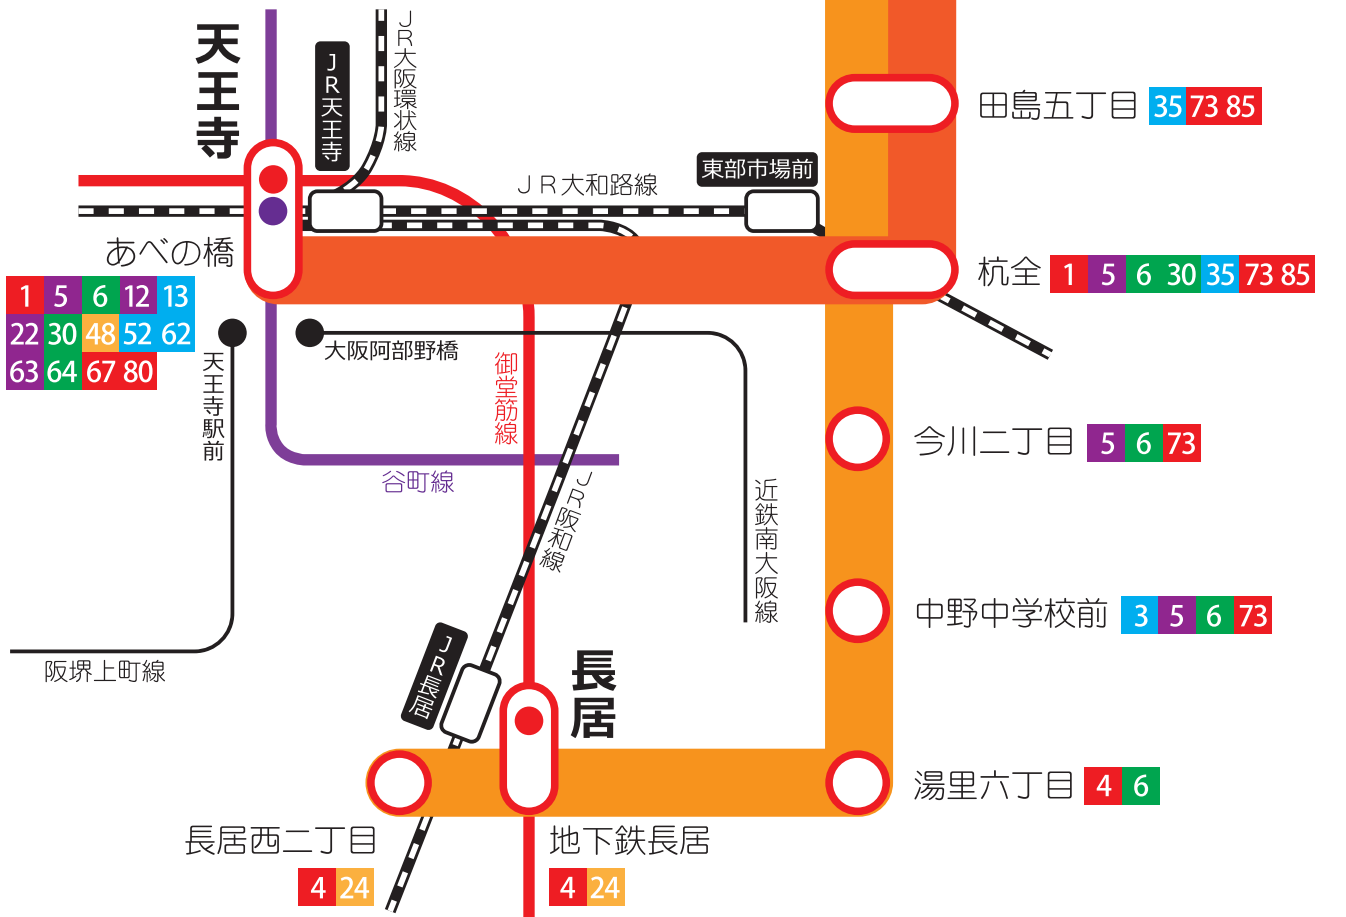 天王寺
JR天王寺
JR大阪環状線
田島五丁目
35 73 85
東部市場前
JR大和路線
あべの橋
1 5 6 12 13
22 30 48 52 62
63 64 67 80
杭全
1 5 6 30 35 73 85
天王寺駅前
大阪阿部野橋
御堂筋線
今川二丁目
5 6 73
谷町線
JR阪和線
近鉄南大阪線
中野中学校前
3 5 6 73
阪堺上町線
JR長居
長居
湯里六丁目
4 6
長居西二丁目
4 24
地下鉄長居
4 24